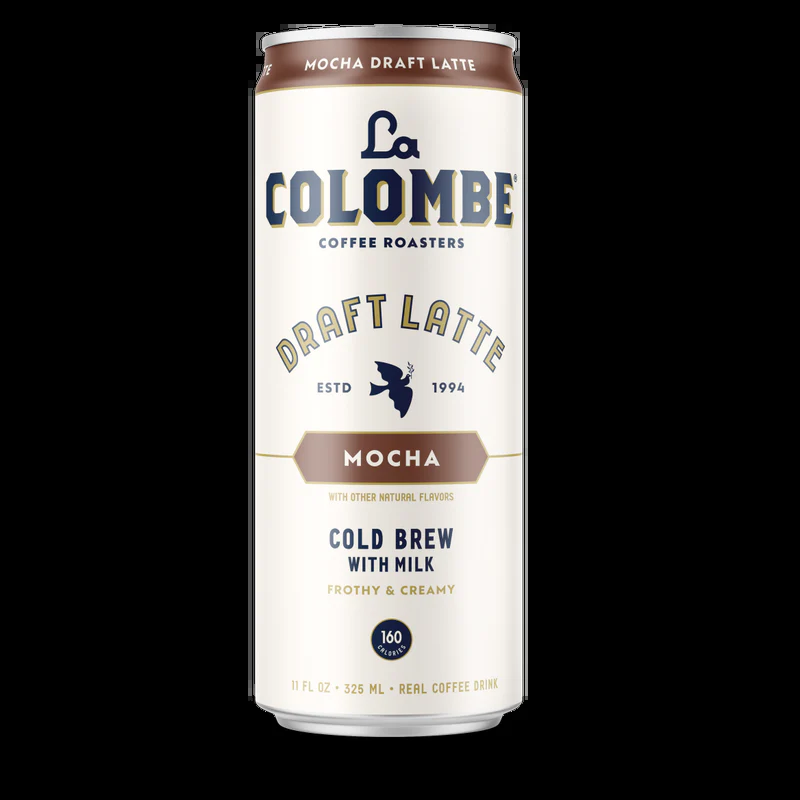 TE MOCHA DRAFT LATTE
La
COLOMBE®
COFFEE ROASTERS
DRAFT LATTE
ESTD 1994
MOCHA
WITH OTHER NATURAL FLAVORS
COLD BREW
WITH MILK
FROTHY & CREAMY
160
CALORIES
11 FL OZ • 325 ML • REAL COFFEE DRINK